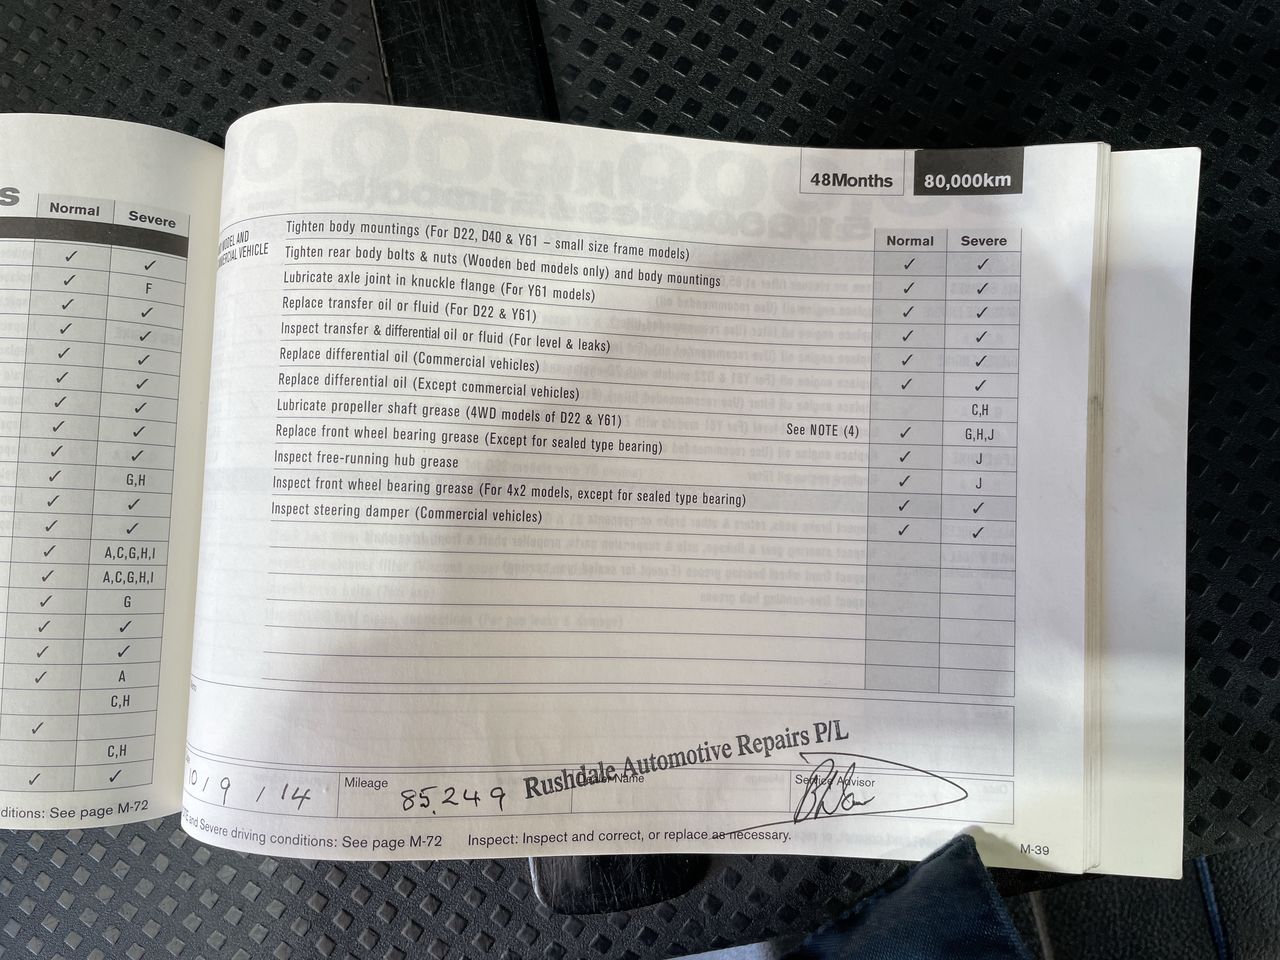 s
Normal Severe
✓ ✓
✓ F
✓ ✓
✓ ✓
✓ ✓
✓ ✓
✓ ✓
✓ ✓
✓ ✓
✓ G,H
✓ ✓
✓ ✓
✓ A,C,G,H,I
✓ A,C,G,H,I
✓ G
✓ ✓
✓ ✓
✓ A
C,H
✓
C,H
✓ ✓
ditions: See page M-72
48Months 80,000km
MODEL AND
VEHICLE
Normal Severe
Tighten body mountings (For D22, D40 & Y61 – small size frame models) ✓ ✓
Tighten rear body bolts & nuts (Wooden bed models only) and body mountings ✓ ✓
Lubricate axle joint in knuckle flange (For Y61 models) ✓ ✓
Replace transfer oil or fluid (For D22 & Y61) ✓ ✓
Inspect transfer & differential oil or fluid (For level & leaks) ✓ ✓
Replace differential oil (Commercial vehicles) ✓ ✓
Replace differential oil (Except commercial vehicles) C,H
Lubricate propeller shaft grease (4WD models of D22 & Y61) See NOTE (4) ✓ G,H,J
Replace front wheel bearing grease (Except for sealed type bearing) ✓ J
Inspect free-running hub grease ✓ J
Inspect front wheel bearing grease (For 4x2 models, except for sealed type bearing) ✓ ✓
Inspect steering damper (Commercial vehicles) ✓ ✓
10/9/14
Mileage
85,249
Dealer Name
Rushdale Automotive Repairs P/L
Service Advisor
and Severe driving conditions: See page M-72 Inspect: Inspect and correct, or replace as necessary.
M-39